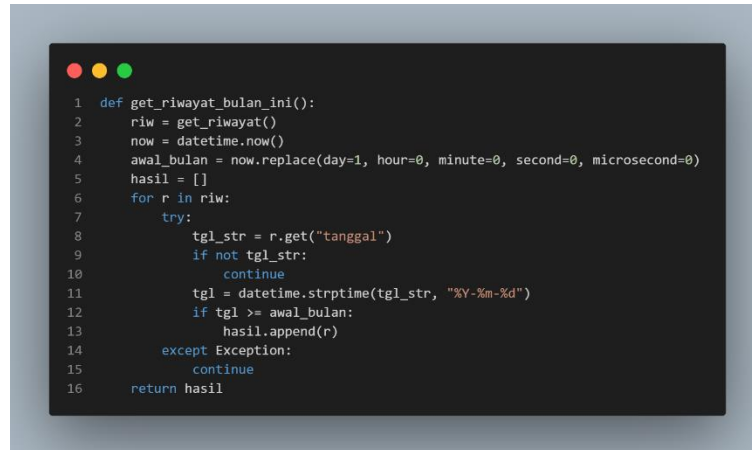 1 def get_riwayat_bulan_ini():
2     riw = get_riwayat()
3     now = datetime.now()
4     awal_bulan = now.replace(day=1, hour=0, minute=0, second=0, microsecond=0)
5     hasil = []
6     for r in riw:
7         try:
8             tgl_str = r.get("tanggal")
9             if not tgl_str:
10                 continue
11             tgl = datetime.strptime(tgl_str, "%Y-%m-%d")
12             if tgl >= awal_bulan:
13                 hasil.append(r)
14         except Exception:
15             continue
16     return hasil